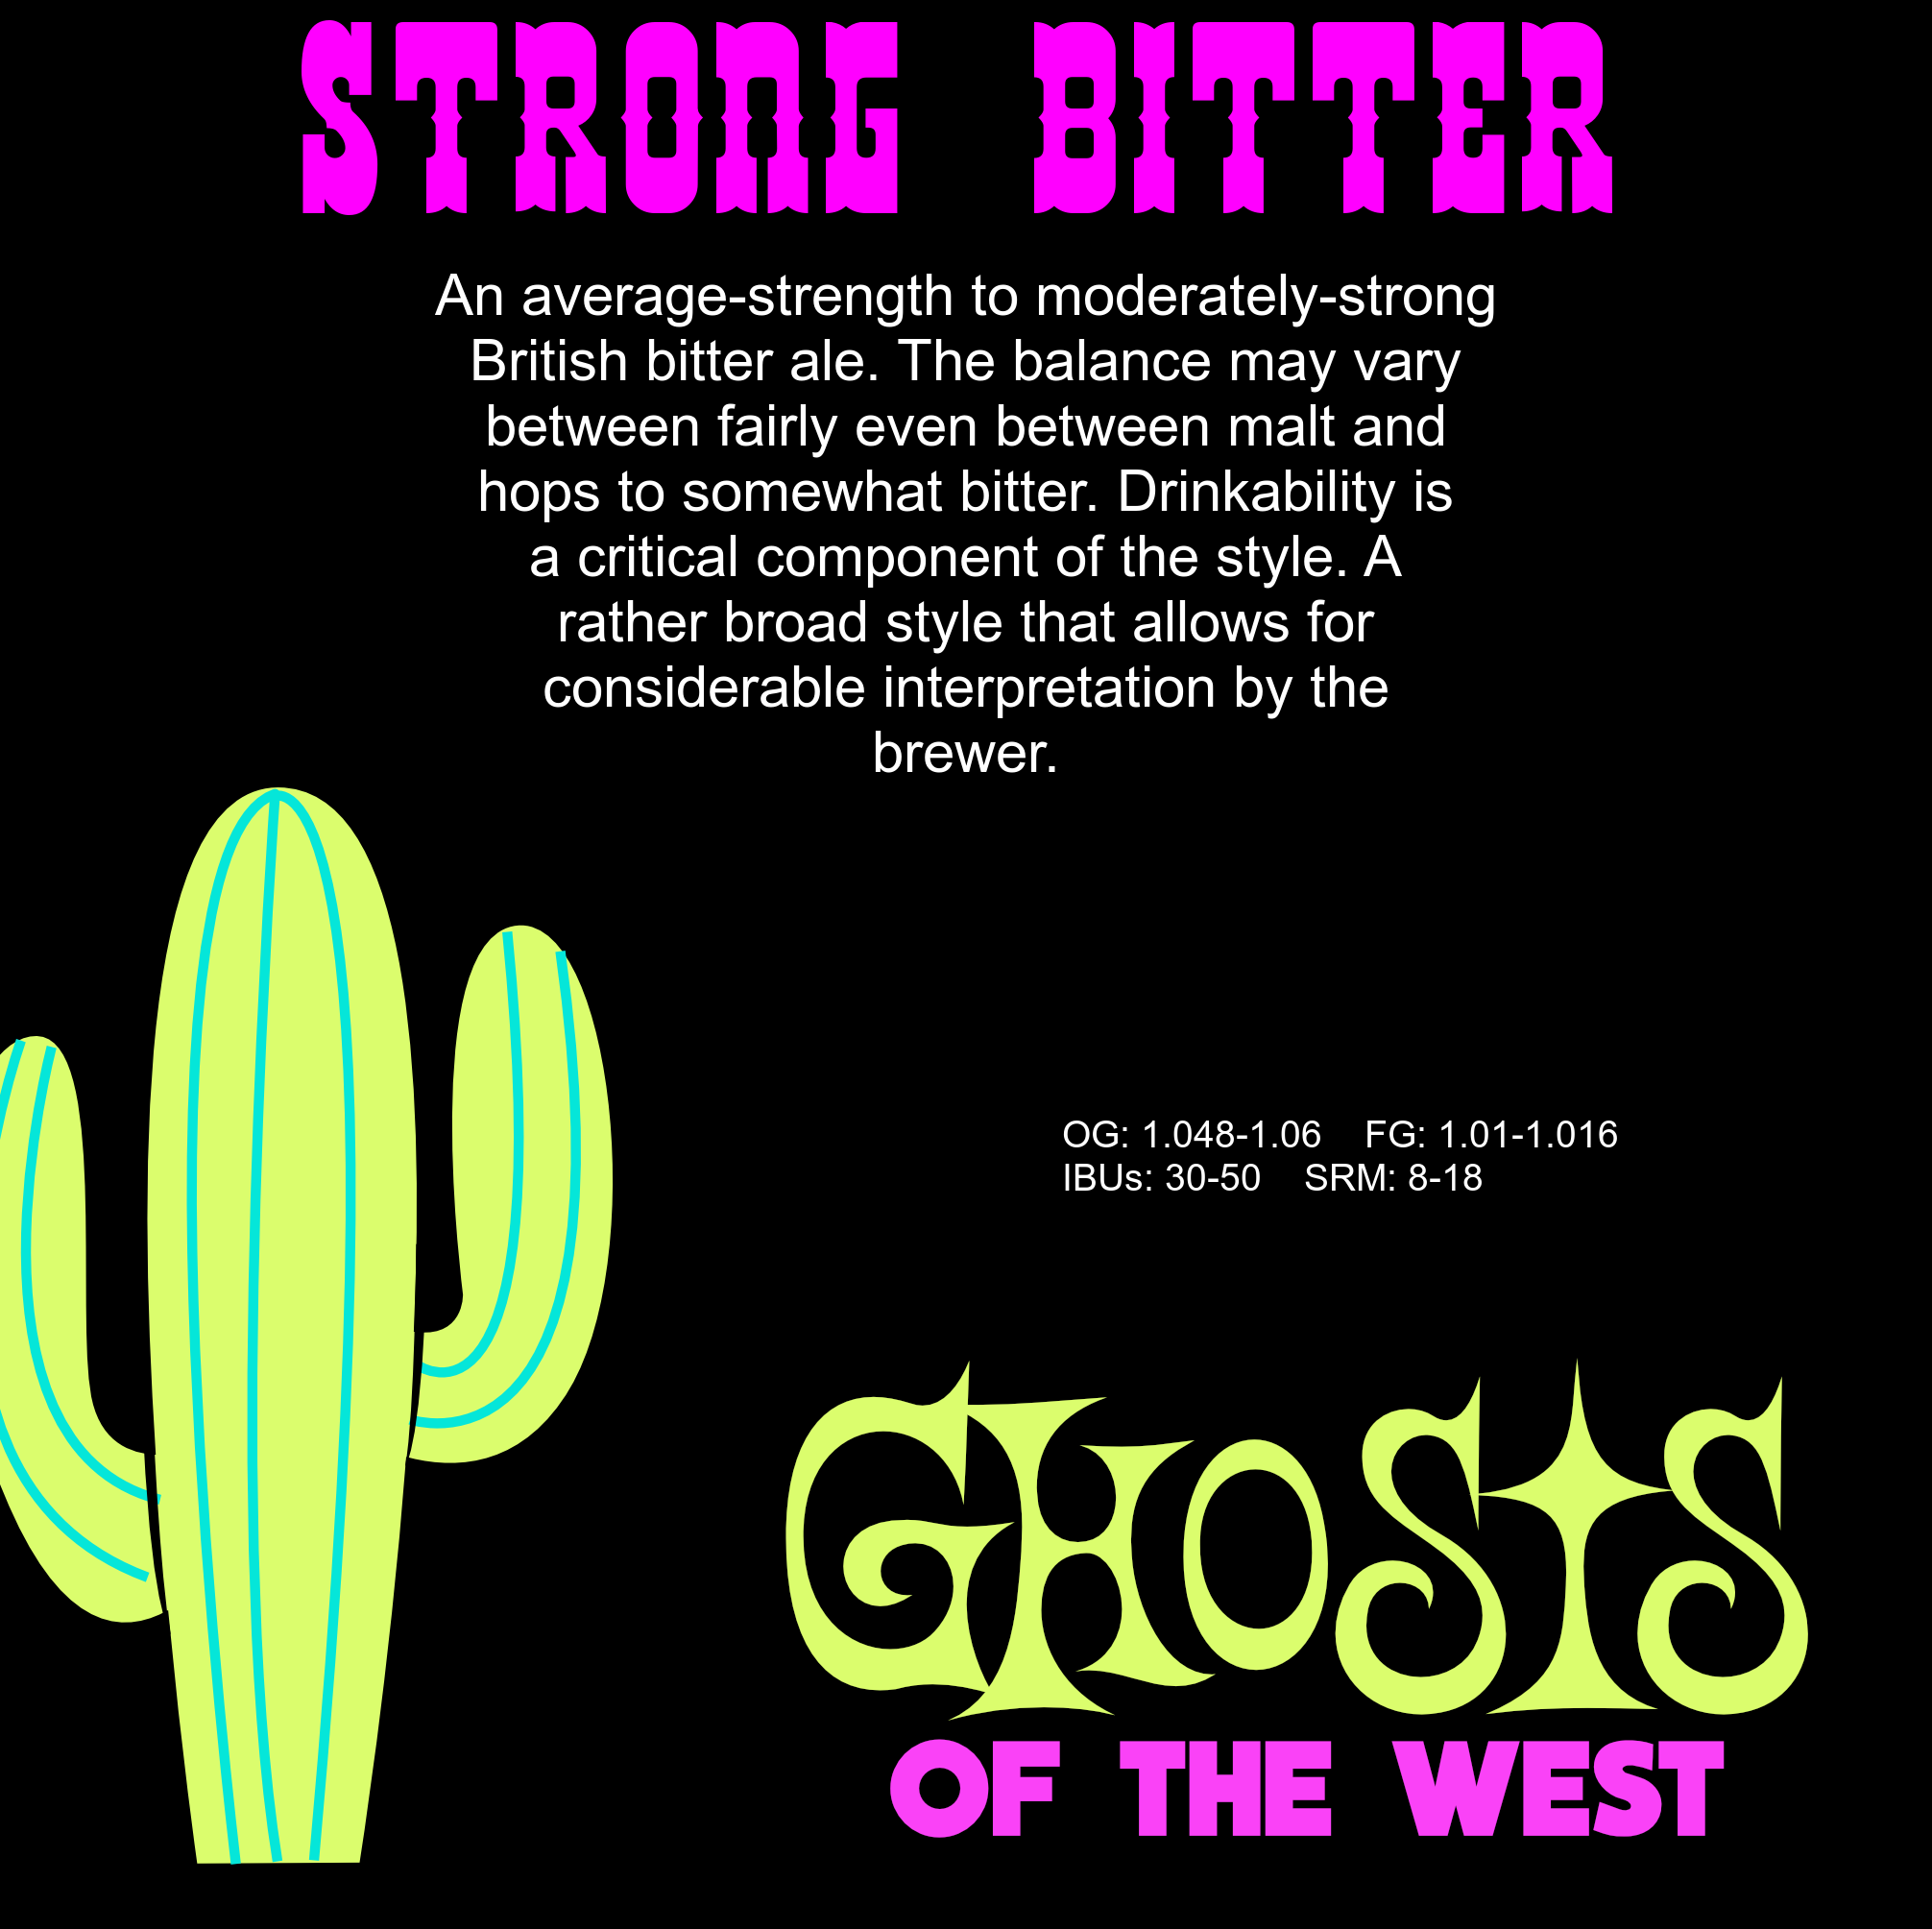 STRONG BITTER
An average-strength to moderately-strong
British bitter ale. The balance may vary
between fairly even between malt and
hops to somewhat bitter. Drinkability is
a critical component of the style. A
rather broad style that allows for
considerable interpretation by the
brewer.
OG: 1.048-1.06 FG: 1.01-1.016
IBUs: 30-50 SRM: 8-18
GHOSTS
OF THE WEST